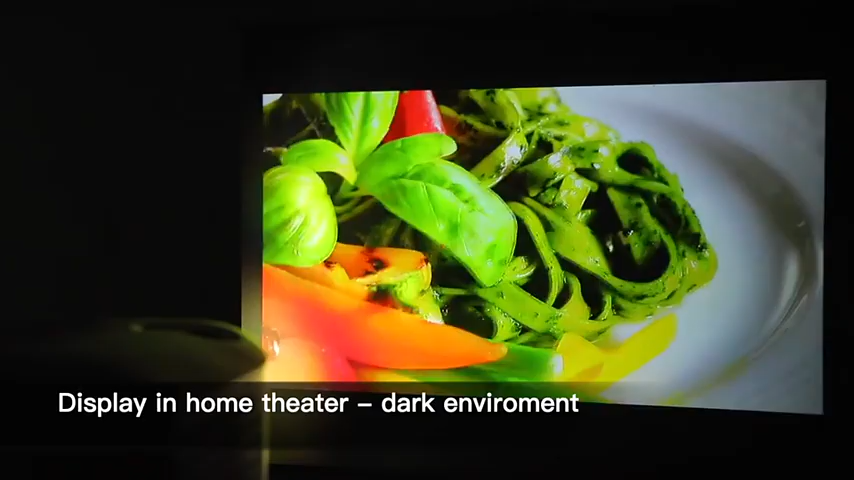 Display in home theater – dark enviroment